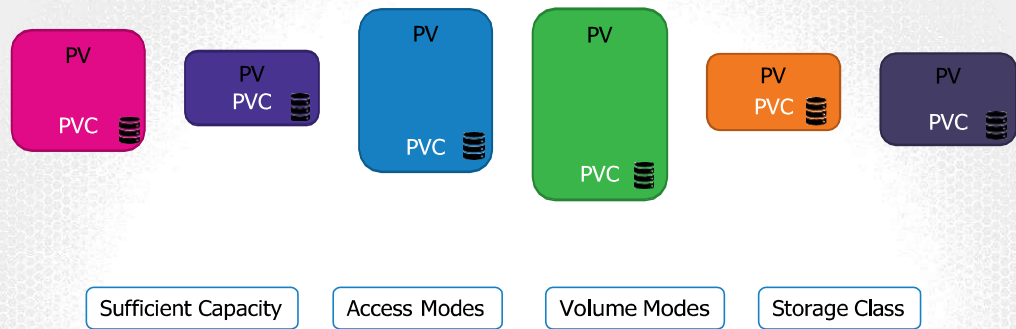 PV
PVC
PV
PVC
PV
PVC
PV
PVC
PV
PVC
PV
PVC
Sufficient Capacity
Access Modes
Volume Modes
Storage Class